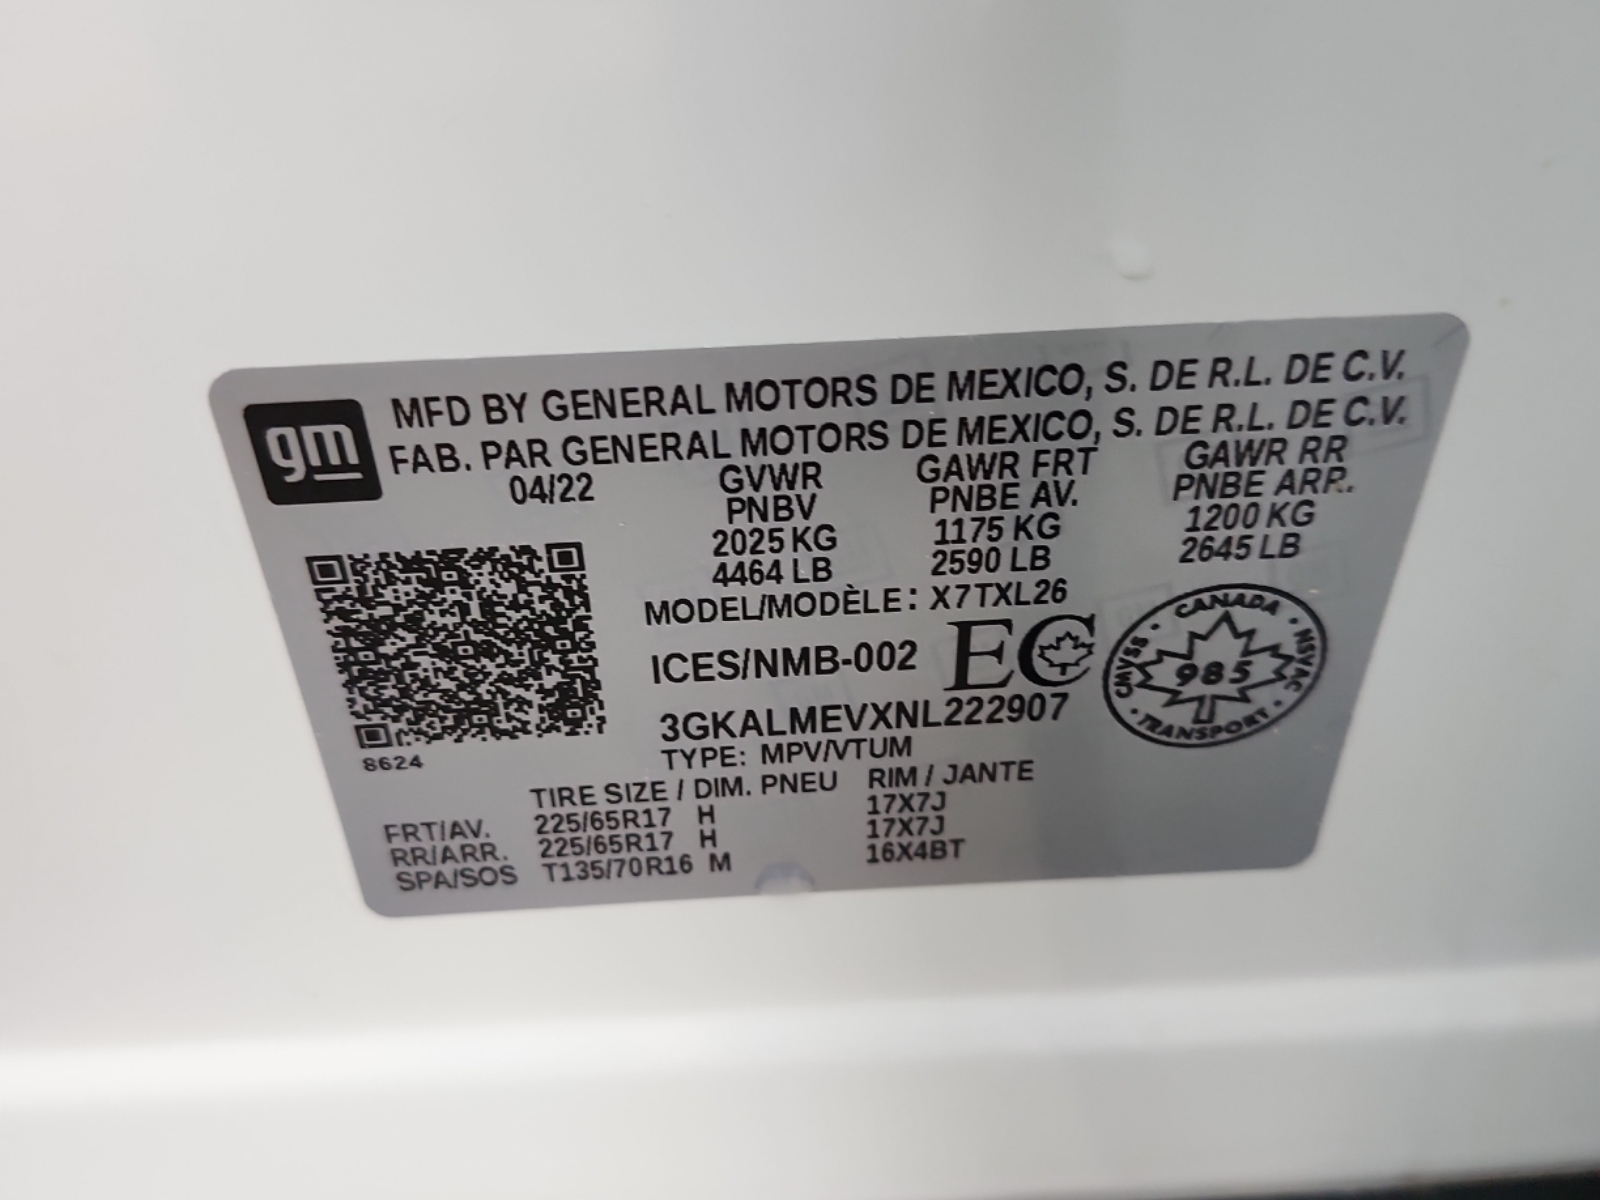 gm
MFD BY GENERAL MOTORS DE MEXICO, S. DE R.L. DE C.V.
FAB. PAR GENERAL MOTORS DE MEXICO, S. DE R.L. DE C.V.
04/22 GVWR GAWR FRT GAWR RR
PNBV PNBE AV. PNBE ARR.
2025 KG 1175 KG 1200 KG
4464 LB 2590 LB 2645 LB
MODEL/MODÈLE: X7TXL26
ICES/NMB-002 EC
CANADA
CMVSS 985 NSVAC
TRANSPORT
3GKALMEVXNL222907
TYPE: MPV/VTUM
8624
TIRE SIZE / DIM. PNEU RIM / JANTE
FRT/AV. 225/65R17 H 17X7J
RR/ARR. 225/65R17 H 17X7J
SPA/SOS T135/70R16 M 16X4BT